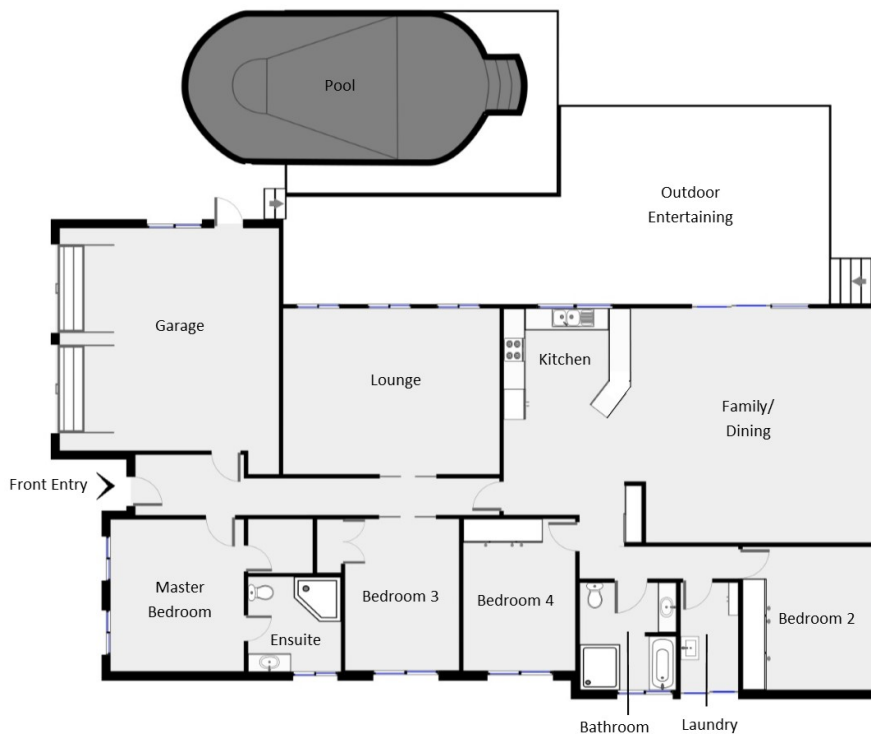 Pool
Outdoor
Entertaining
Garage
Lounge
Kitchen
Family/
Dining
Front Entry
Master
Bedroom
Ensuite
Bedroom 3
Bedroom 4
Bedroom 2
Bathroom
Laundry